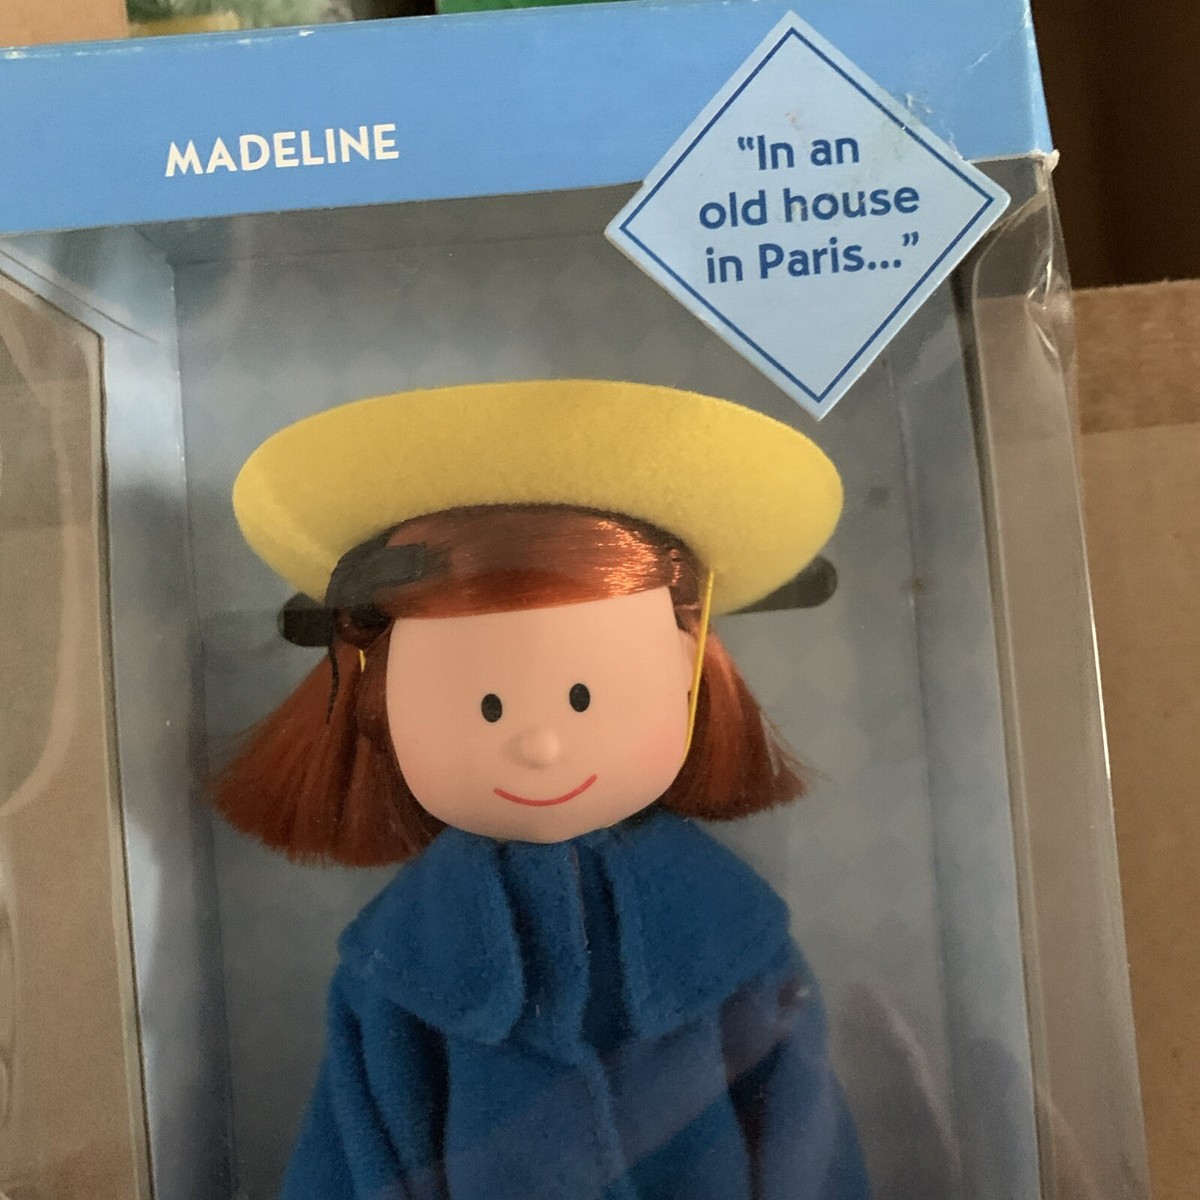 MADELINE
“In an
old house
in Paris...”